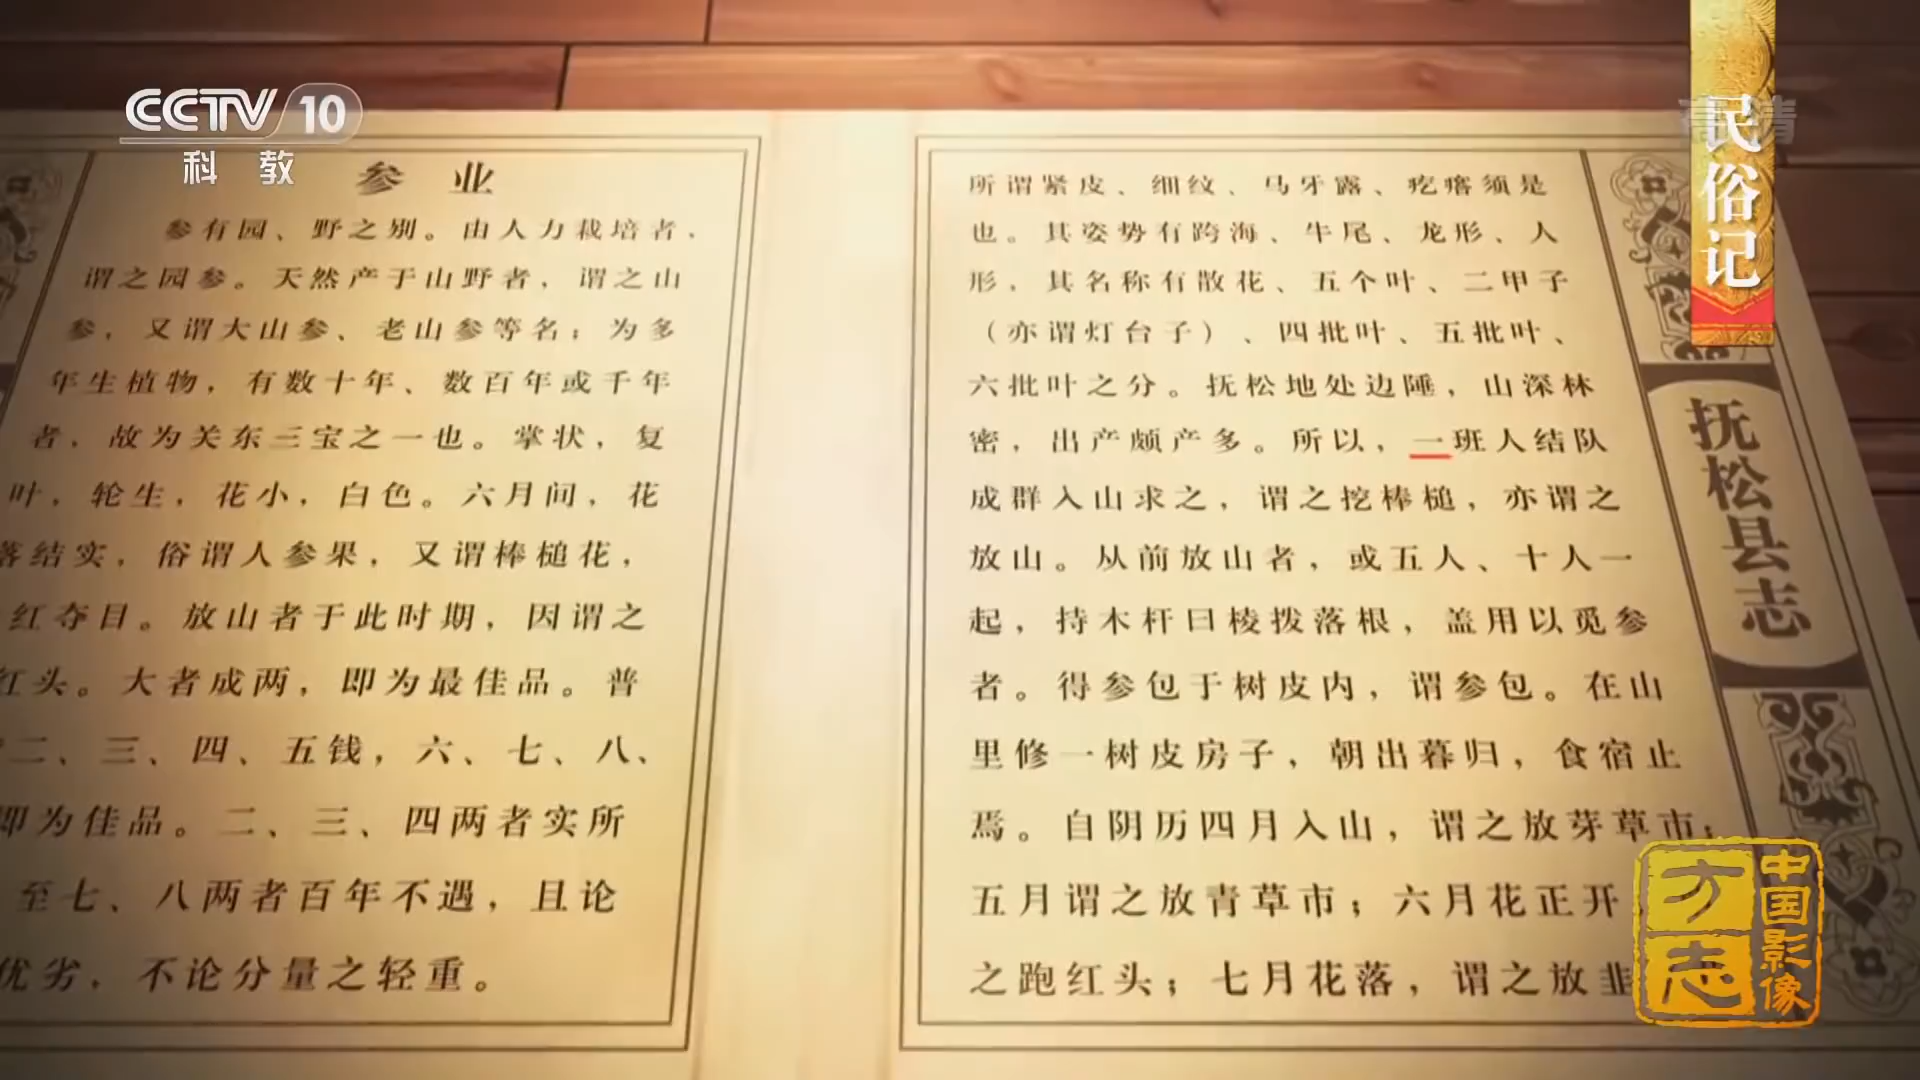 CCTV 10
科教
高清
民俗记
参业
参有园、野之别。由人力栽培者，
谓之园参。天然产于山野者，谓之山
参，又谓大山参、老山参等名；为多
年生植物，有数十年、数百年或千年
者，故为关东三宝之一也。掌状，复
叶，轮生，花小，白色。六月间，花
落结实，俗谓人参果，又谓棒槌花，
红夺目。放山者于此时期，因谓之
红头。大者成两，即为最佳品。普
二、三、四、五钱，六、七、八、
即为佳品。二、三、四两者实所
至七、八两者百年不遇，且论
优劣，不论分量之轻重。
所谓紧皮、细纹、马牙露、疙瘩须是
也。其姿势有跨海、牛尾、龙形、人
形，其名称有散花、五个叶、二甲子
（亦谓灯台子）、四批叶、五批叶、
六批叶之分。抚松地处边陲，山深林
密，出产颇产多。所以，一班人结队
成群入山求之，谓之挖棒槌，亦谓之
放山。从前放山者，或五人、十人一
起，持木杆曰棱拨落根，盖用以觅参
者。得参包于树皮内，谓参包。在山
里修一树皮房子，朝出暮归，食宿止
焉。自阴历四月入山，谓之放芽草市；
五月谓之放青草市；六月花正开
之跑红头；七月花落，谓之放韭
抚松县志
中国影像
方志